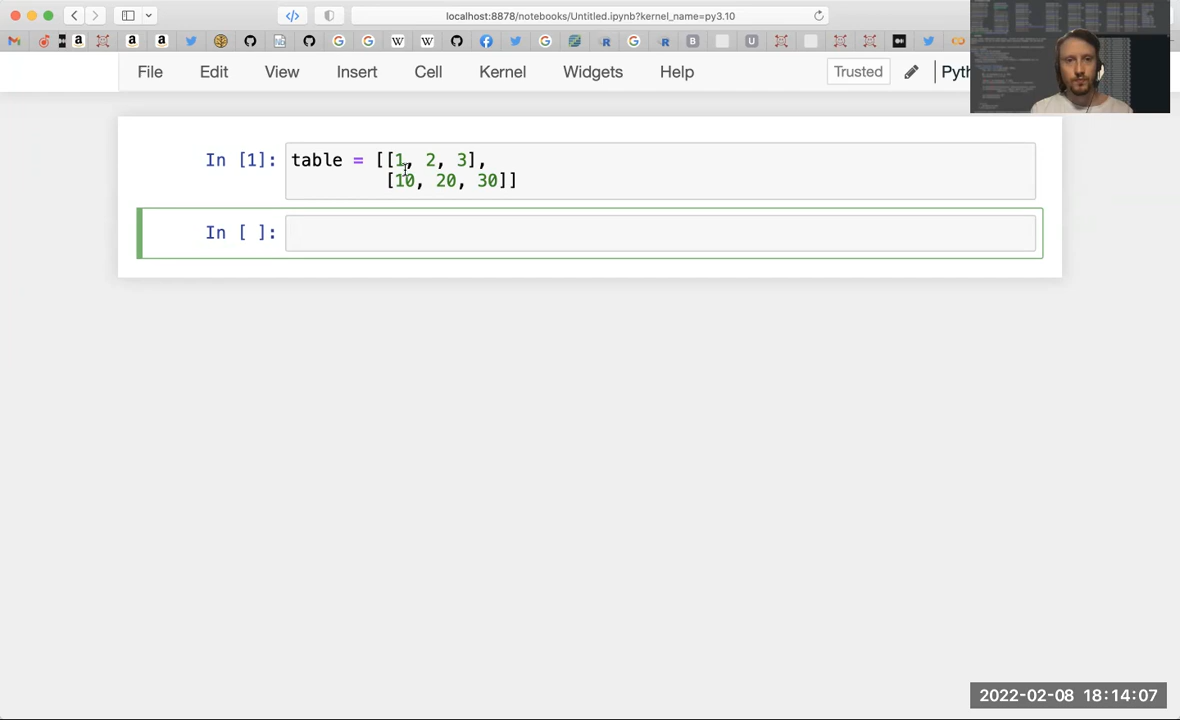 localhost:8878/notebooks/Untitled.ipynb?kernel_name=py3.10
File Edit View Insert Cell Kernel Widgets Help Trusted Pyth
In [1]: table = [[1, 2, 3],
[10, 20, 30]]
In [ ]:
2022-02-08 18:14:07